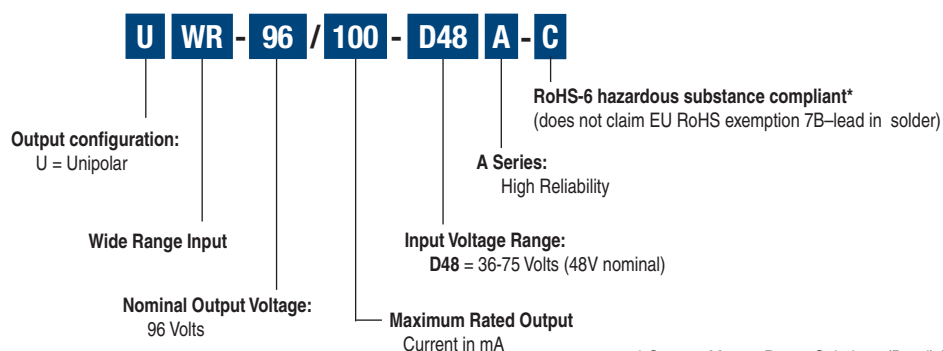 U WR - 96 / 100 - D48 A - C
RoHS-6 hazardous substance compliant*
(does not claim EU RoHS exemption 7B–lead in solder)
Output configuration:
U = Unipolar
A Series:
High Reliability
Wide Range Input
Input Voltage Range:
D48 = 36-75 Volts (48V nominal)
Nominal Output Voltage:
96 Volts
Maximum Rated Output
Current in mA